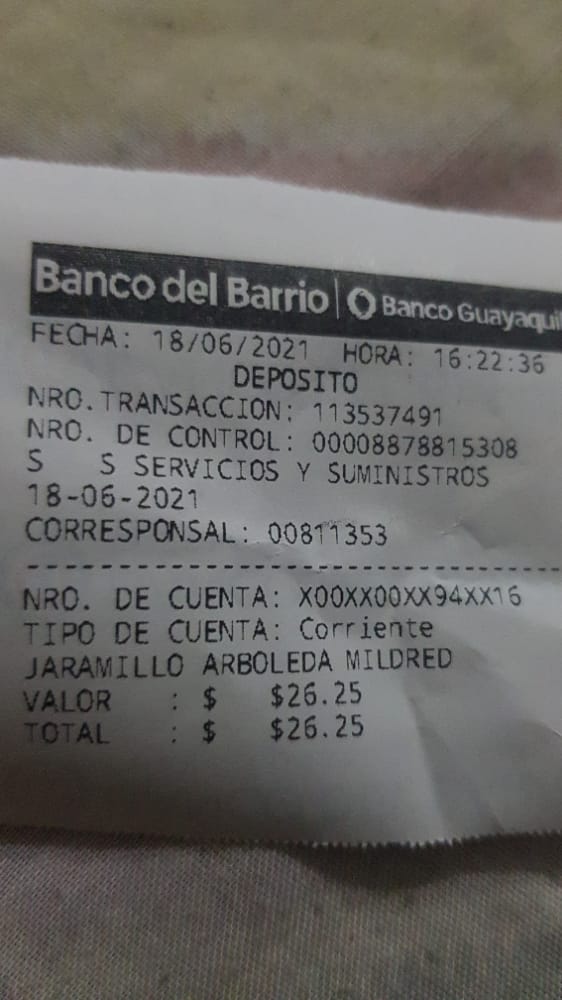 Banco del Barrio | Banco Guayaquil
FECHA: 18/06/2021 HORA: 16:22:36
DEPOSITO
NRO.TRANSACCION: 113537491
NRO. DE CONTROL: 00008878815308
S S SERVICIOS Y SUMINISTROS
18-06-2021
CORRESPONSAL: 00811353
NRO. DE CUENTA: X00XX00XX94XX16
TIPO DE CUENTA: Corriente
JARAMILLO ARBOLEDA MILDRED
VALOR : $ $26.25
TOTAL : $ $26.25